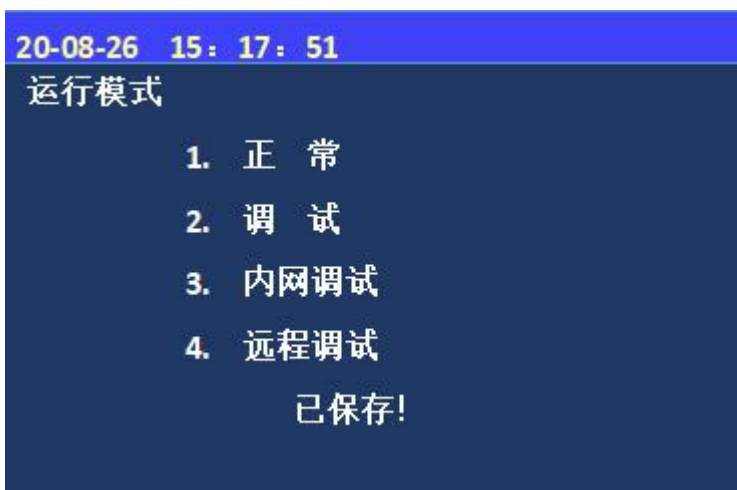 20-08-26 15：17：51
运行模式
1. 正 常
2. 调 试
3. 内网调试
4. 远程调试
已保存!